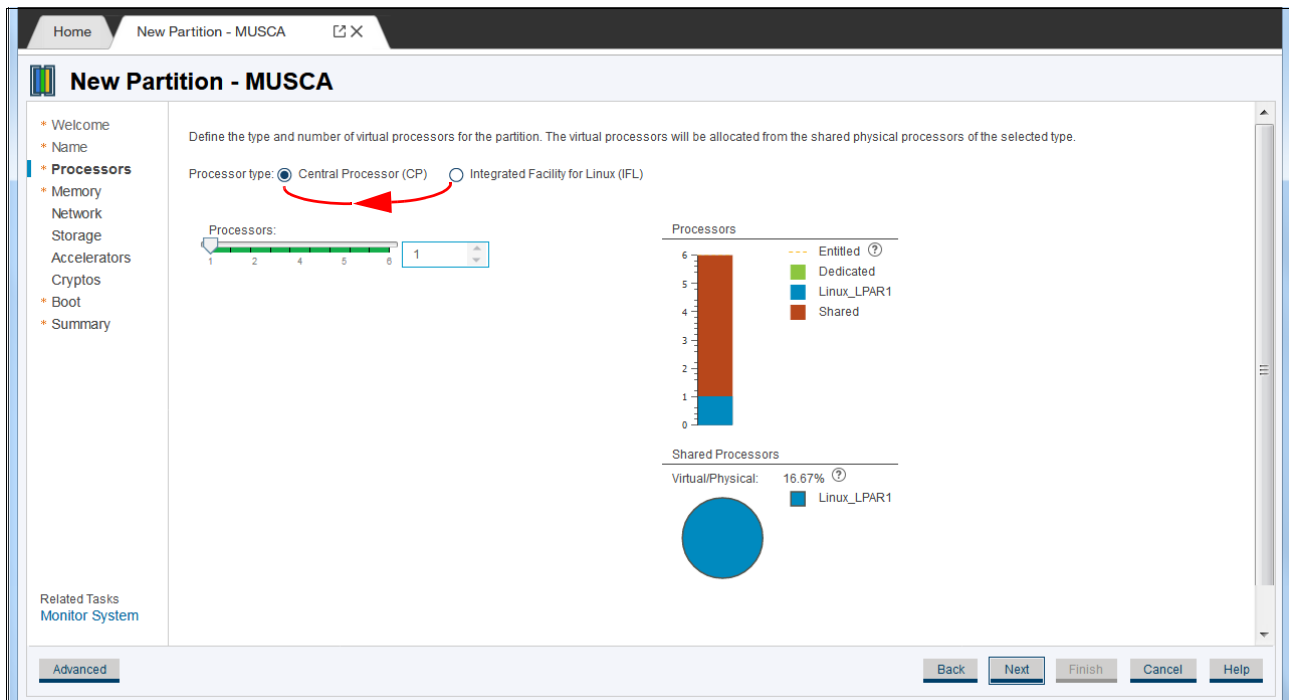 Home
New Partition - MUSCA
New Partition - MUSCA
* Welcome
* Name
* Processors
* Memory
Network
Storage
Accelerators
Cryptos
* Boot
* Summary
Related Tasks
Monitor System
Define the type and number of virtual processors for the partition. The virtual processors will be allocated from the shared physical processors of the selected type.
Processor type: Central Processor (CP) Integrated Facility for Linux (IFL)
Processors:
1
1 2 4 5 6
Processors
6
5
4
3
2
1
0
Entitled ?
Dedicated
Linux_LPAR1
Shared
Shared Processors
Virtual/Physical: 16.67% ?
Linux_LPAR1
Advanced
Back Next Finish Cancel Help